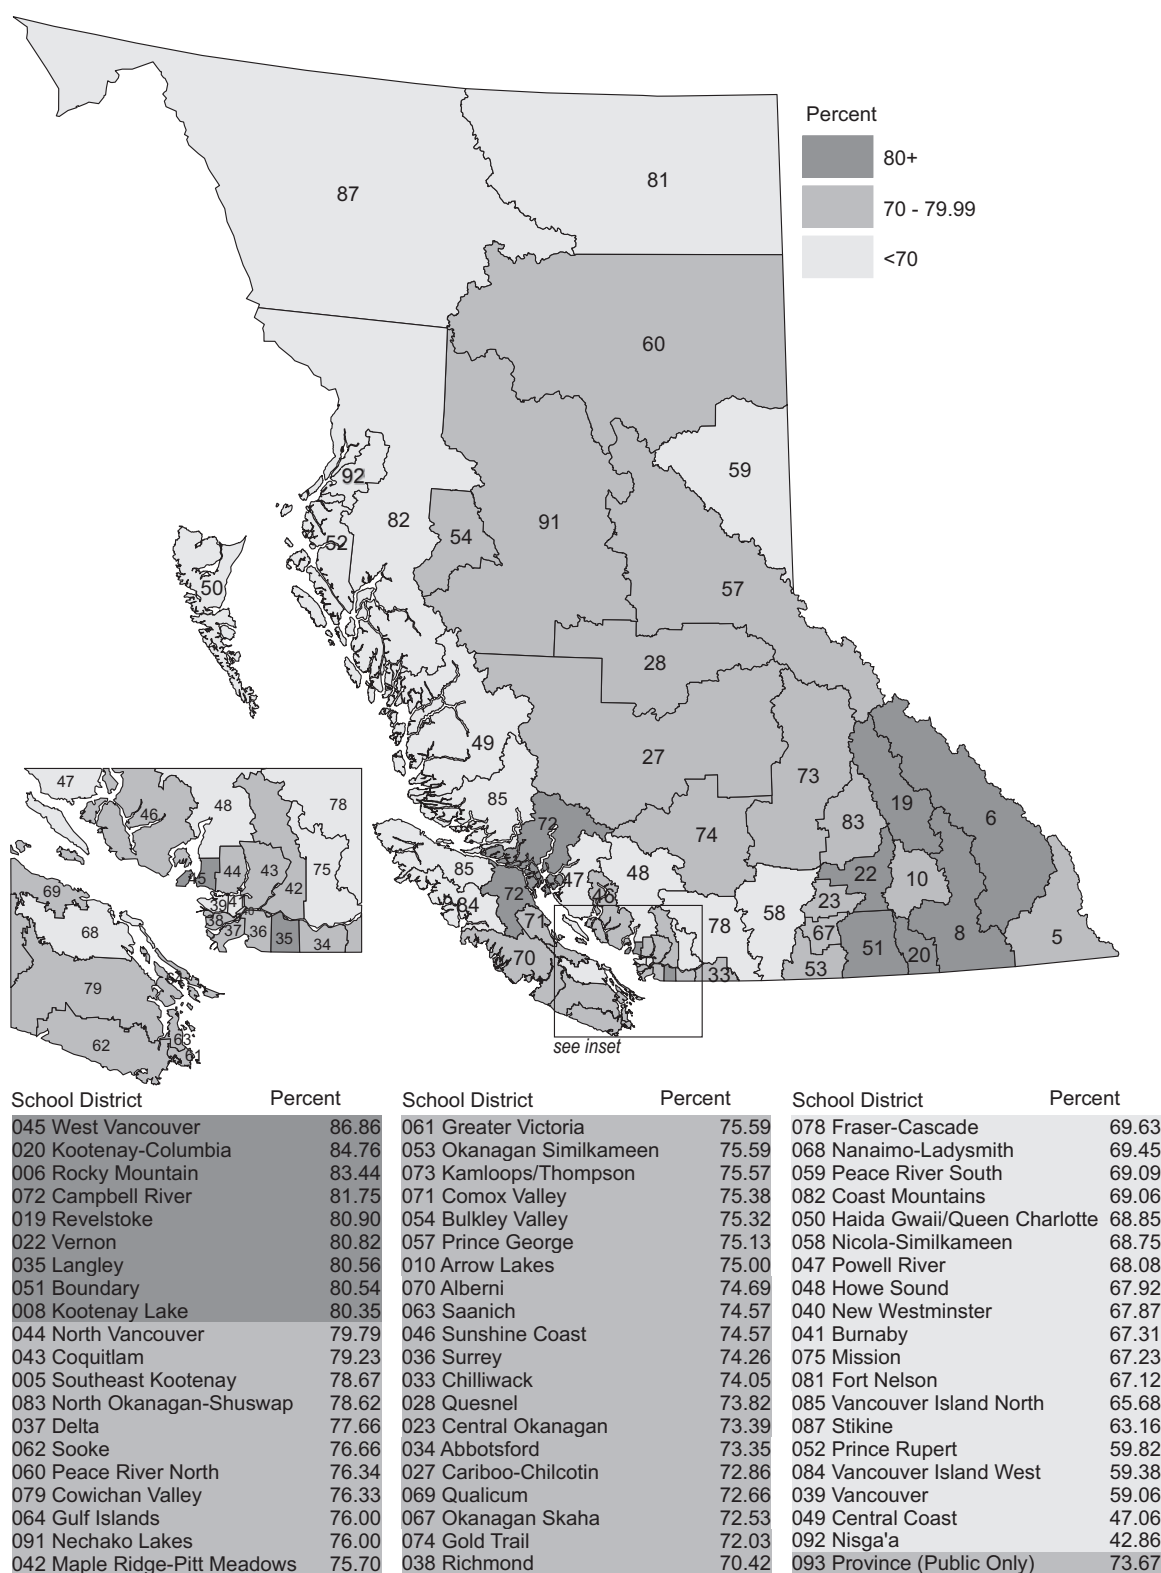 Percent
80+
70 - 79.99
<70
87
81
60
59
92
82
54
91
52
50
57
28
49
27
73
19
6
85
72
74
83
47
48
78
46
85
47
48
22
10
72
84
46
23
44
43
75
45
42
69
39
41
40
38
37
36
35
34
68
71
78
58
67
51
20
8
5
70
33
53
64
79
62
63
61
see inset
School District Percent
045 West Vancouver 86.86
020 Kootenay-Columbia 84.76
006 Rocky Mountain 83.44
072 Campbell River 81.75
019 Revelstoke 80.90
022 Vernon 80.82
035 Langley 80.56
051 Boundary 80.54
008 Kootenay Lake 80.35
044 North Vancouver 79.79
043 Coquitlam 79.23
005 Southeast Kootenay 78.67
083 North Okanagan-Shuswap 78.62
037 Delta 77.66
062 Sooke 76.66
060 Peace River North 76.34
079 Cowichan Valley 76.33
064 Gulf Islands 76.00
091 Nechako Lakes 76.00
042 Maple Ridge-Pitt Meadows 75.70
School District Percent
061 Greater Victoria 75.59
053 Okanagan Similkameen 75.59
073 Kamloops/Thompson 75.57
071 Comox Valley 75.38
054 Bulkley Valley 75.32
057 Prince George 75.13
010 Arrow Lakes 75.00
070 Alberni 74.69
063 Saanich 74.57
046 Sunshine Coast 74.57
036 Surrey 74.26
033 Chilliwack 74.05
028 Quesnel 73.82
023 Central Okanagan 73.39
034 Abbotsford 73.35
027 Cariboo-Chilcotin 72.86
069 Qualicum 72.66
067 Okanagan Skaha 72.53
074 Gold Trail 72.03
038 Richmond 70.42
School District Percent
078 Fraser-Cascade 69.63
068 Nanaimo-Ladysmith 69.45
059 Peace River South 69.09
082 Coast Mountains 69.06
050 Haida Gwaii/Queen Charlotte 68.85
058 Nicola-Similkameen 68.75
047 Powell River 68.08
048 Howe Sound 67.92
040 New Westminster 67.87
041 Burnaby 67.31
075 Mission 67.23
081 Fort Nelson 67.12
085 Vancouver Island North 65.68
087 Stikine 63.16
052 Prince Rupert 59.82
084 Vancouver Island West 59.38
039 Vancouver 59.06
049 Central Coast 47.06
092 Nisga'a 42.86
093 Province (Public Only) 73.67